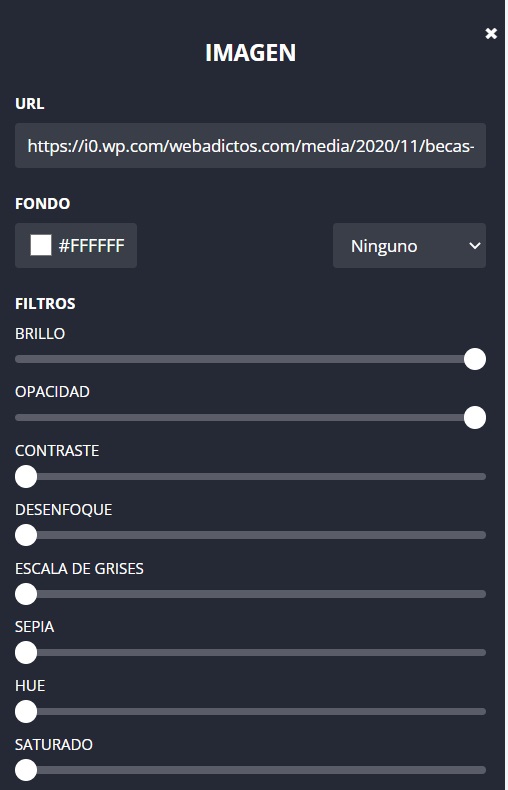 IMAGEN
URL
https://i0.wp.com/webadictos.com/media/2020/11/becas-
FONDO
#FFFFFF
Ninguno
FILTROS
BRILLO
OPACIDAD
CONTRASTE
DESENFOQUE
ESCALA DE GRISES
SEPIA
HUE
SATURADO